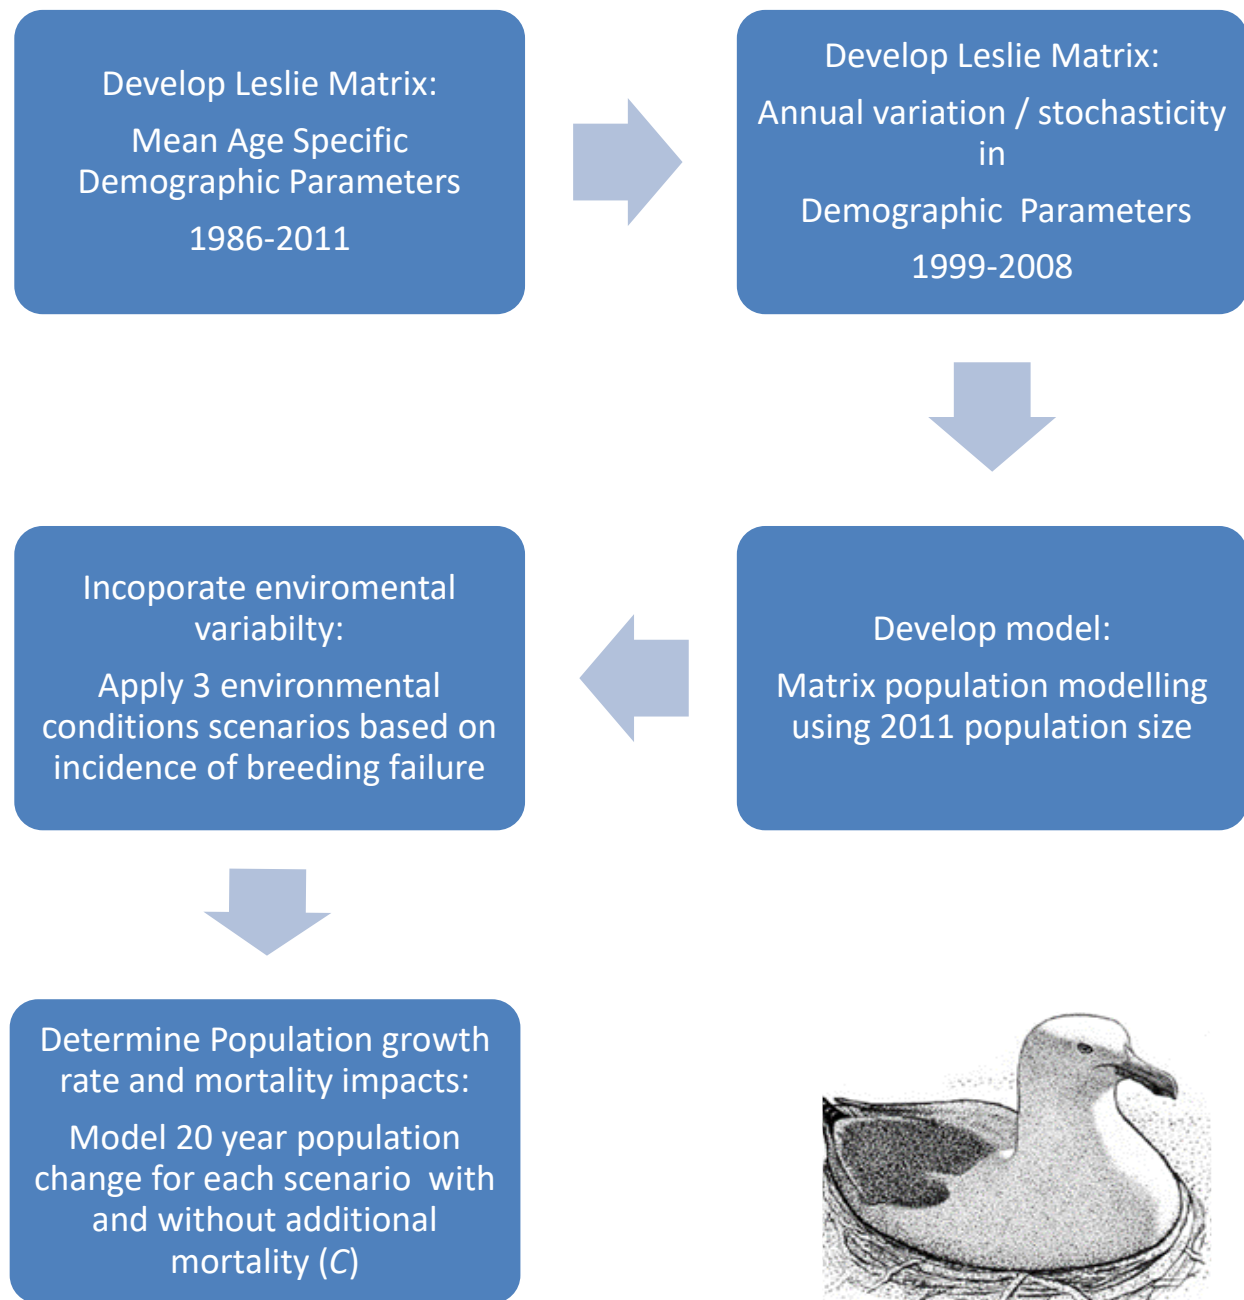 Develop Leslie Matrix:
Mean Age Specific
Demographic Parameters
1986-2011
Develop Leslie Matrix:
Annual variation / stochasticity
in
Demographic Parameters
1999-2008
Develop model:
Matrix population modelling
using 2011 population size
Incoporate enviromental
variabilty:
Apply 3 environmental
conditions scenarios based on
incidence of breeding failure
Determine Population growth
rate and mortality impacts:
Model 20 year population
change for each scenario with
and without additional
mortality (C)